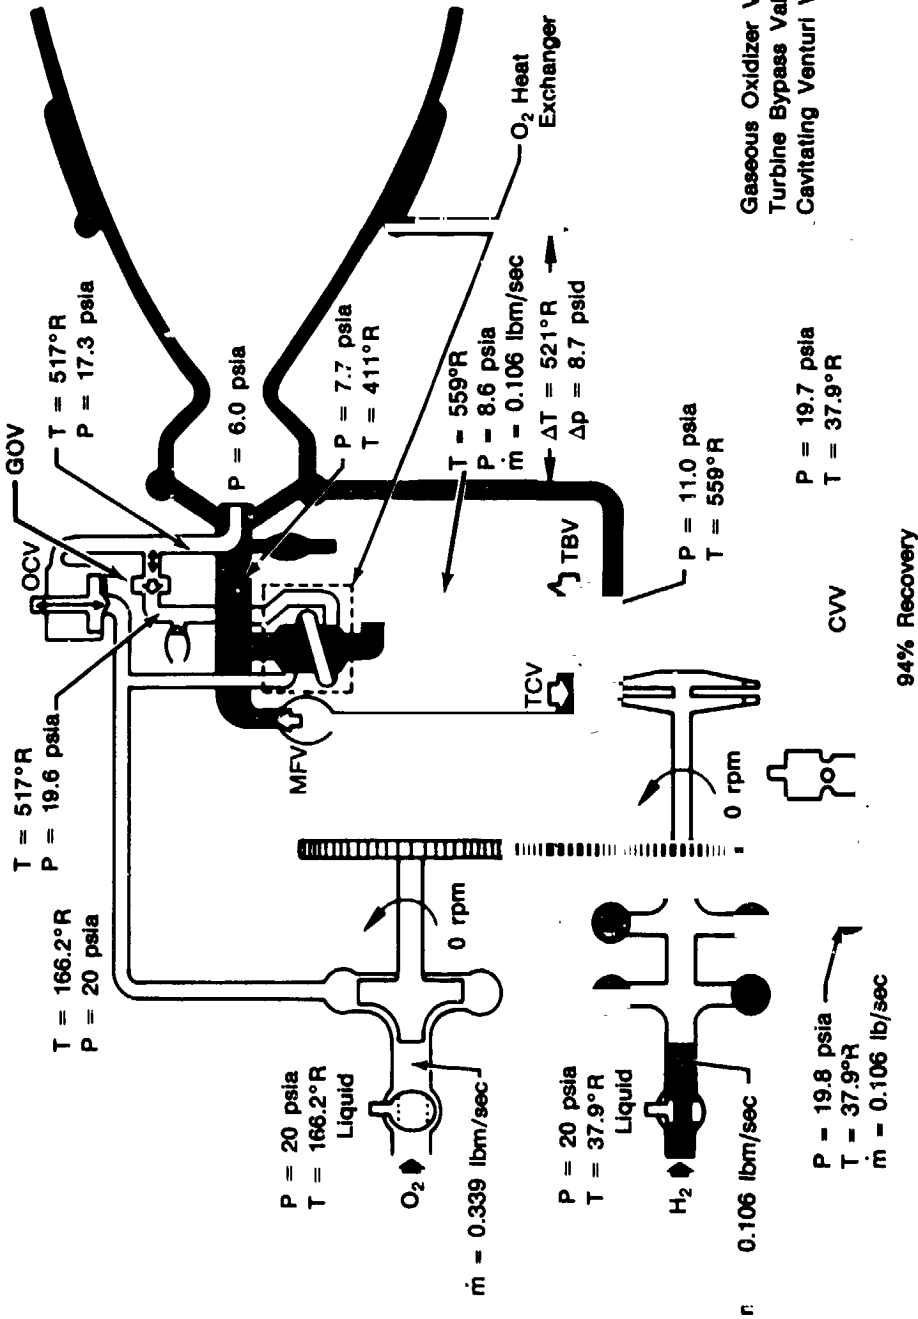 T = 166.2°R
P = 20 psia
T = 517°R
P = 19.6 psia
OCV
GOV
T = 517°R
P = 17.3 psia
P = 6.0 psia
P = 7.7 psia
T = 411°R
MFV
O2 Heat
Exchanger
P = 20 psia
T = 166.2°R
Liquid
O2
ṁ = 0.339 lbm/sec
0 rpm
T = 559°R
P = 8.6 psia
ṁ = 0.106 lbm/sec
ΔT = 521°R
Δp = 8.7 psid
TCV
TBV
P = 11.0 psia
T = 559°R
P = 20 psia
T = 37.9°R
Liquid
H2
0.106 lbm/sec
0 rpm
P = 19.8 psia
T = 37.9°R
ṁ = 0.106 lb/sec
CVV
P = 19.7 psia
T = 37.9°R
94% Recovery
Gaseous Oxidizer V
Turbine Bypass Val
Cavitating Venturi V